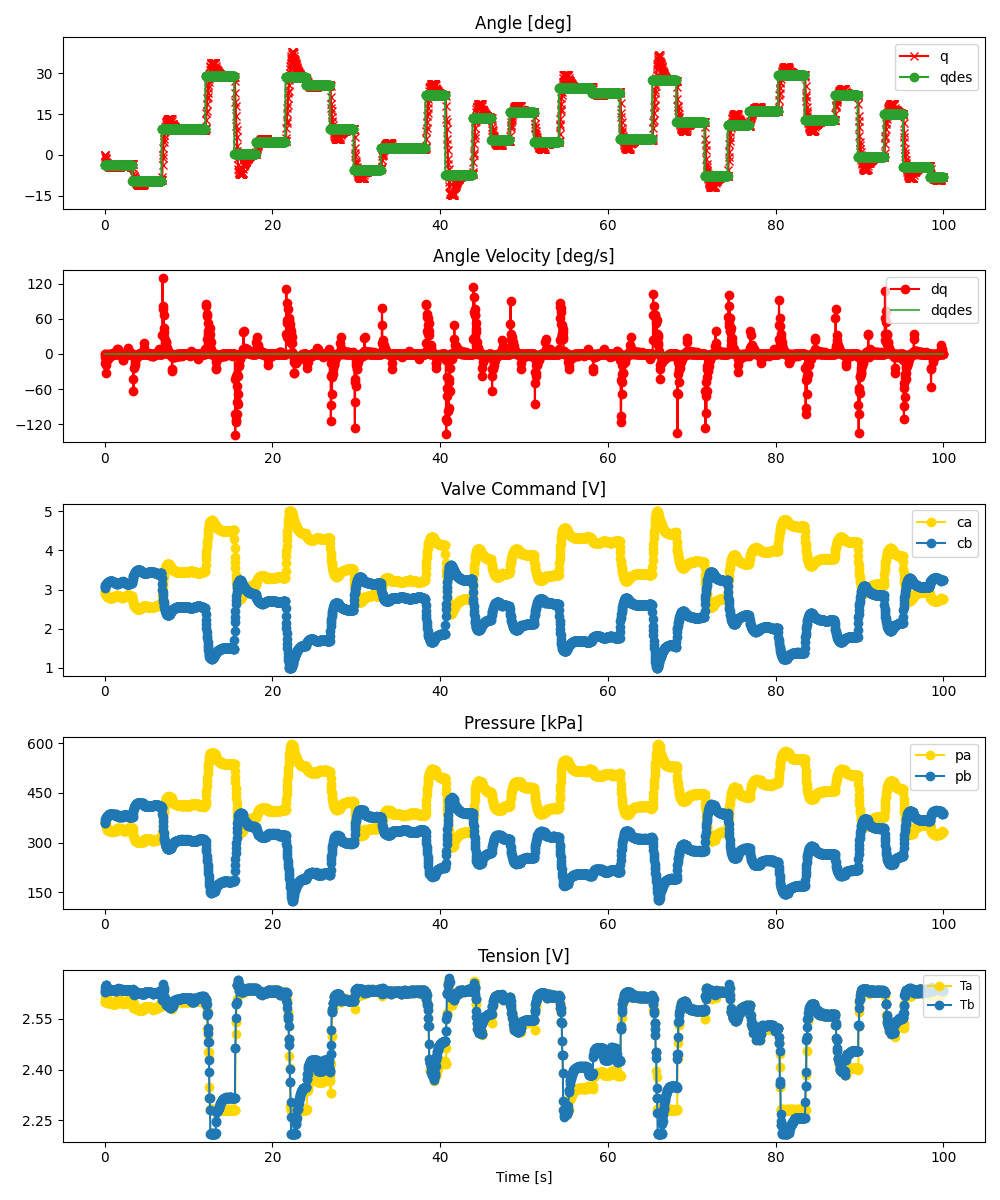 Angle [deg]
30
15
0
−15
q
qdes
0 20 40 60 80 100
Angle Velocity [deg/s]
120
60
0
−60
−120
dq
dqdes
0 20 40 60 80 100
Valve Command [V]
5
4
3
2
1
ca
cb
0 20 40 60 80 100
Pressure [kPa]
600
450
300
150
pa
pb
0 20 40 60 80 100
Tension [V]
2.55
2.40
2.25
Ta
Tb
0 20 40 60 80 100
Time [s]